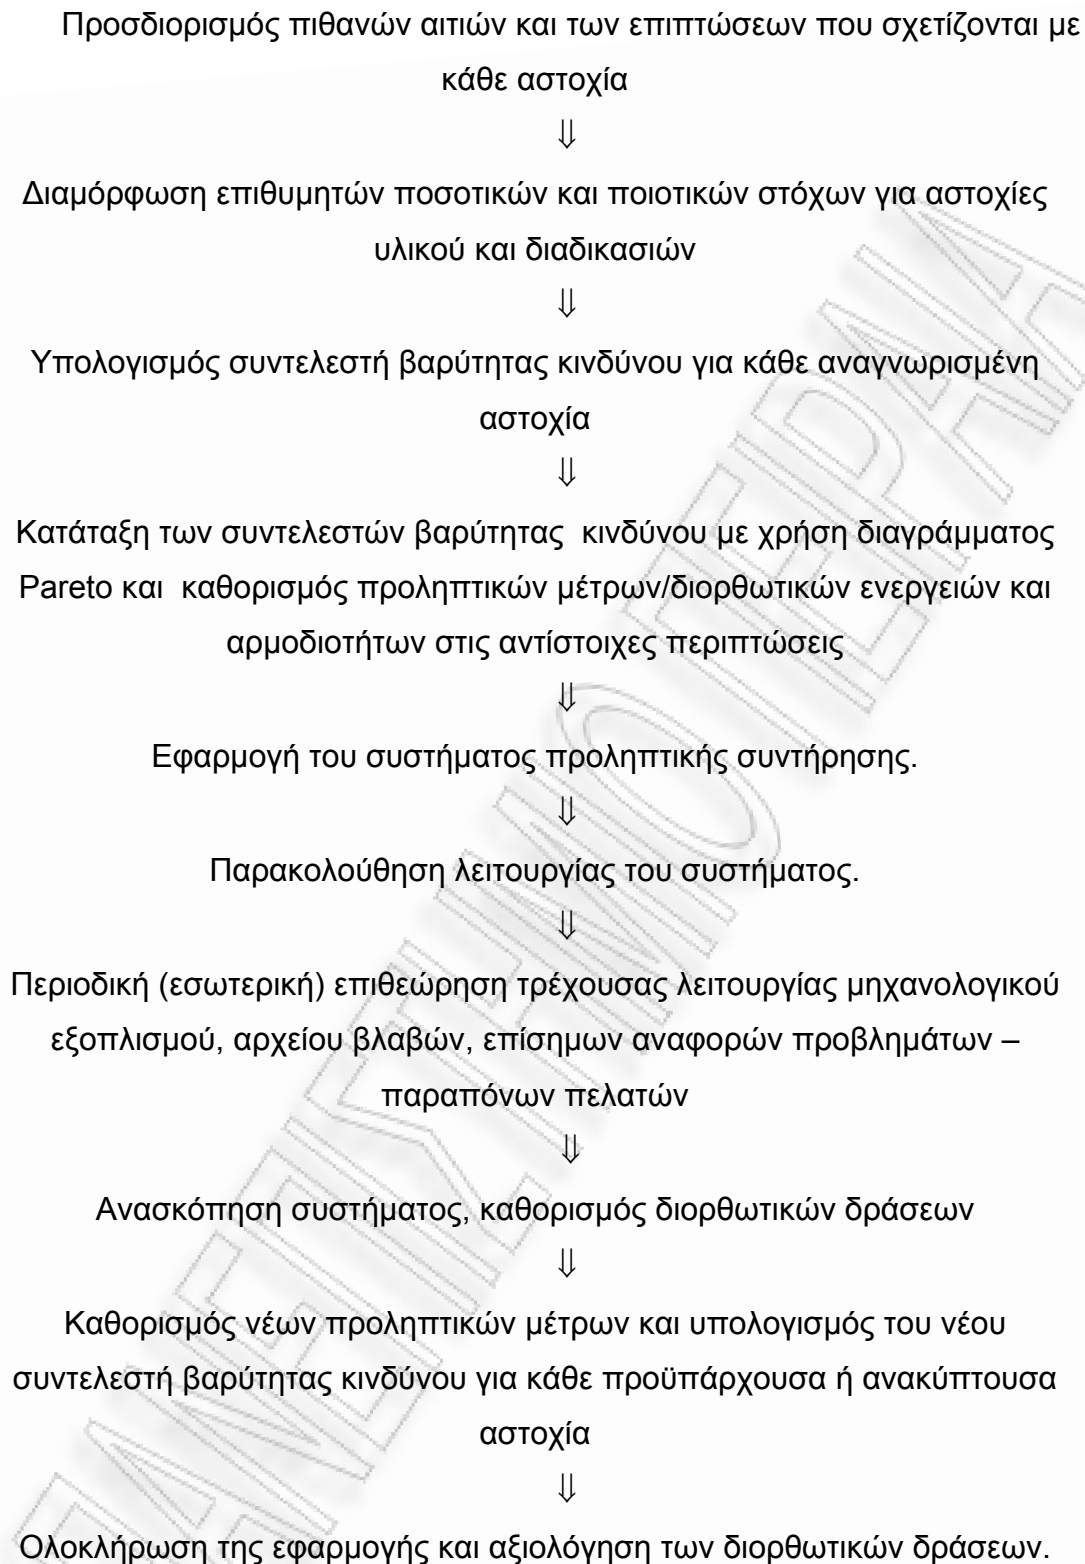 Προσδιορισμός πιθανών αιτιών και των επιπτώσεων που σχετίζονται με
κάθε αστοχία
⇓
Διαμόρφωση επιθυμητών ποσοτικών και ποιοτικών στόχων για αστοχίες
υλικού και διαδικασιών
⇓
Υπολογισμός συντελεστή βαρύτητας κινδύνου για κάθε αναγνωρισμένη
αστοχία
⇓
Κατάταξη των συντελεστών βαρύτητας κινδύνου με χρήση διαγράμματος
Pareto και καθορισμός προληπτικών μέτρων/διορθωτικών ενεργειών και
αρμοδιοτήτων στις αντίστοιχες περιπτώσεις
⇓
Εφαρμογή του συστήματος προληπτικής συντήρησης.
⇓
Παρακολούθηση λειτουργίας του συστήματος.
⇓
Περιοδική (εσωτερική) επιθεώρηση τρέχουσας λειτουργίας μηχανολογικού
εξοπλισμού, αρχείου βλαβών, επίσημων αναφορών προβλημάτων –
παραπόνων πελατών
⇓
Ανασκόπηση συστήματος, καθορισμός διορθωτικών δράσεων
⇓
Καθορισμός νέων προληπτικών μέτρων και υπολογισμός του νέου
συντελεστή βαρύτητας κινδύνου για κάθε προϋπάρχουσα ή ανακύπτουσα
αστοχία
⇓
Ολοκλήρωση της εφαρμογής και αξιολόγηση των διορθωτικών δράσεων.
ΠΑΝΕΠΙΣΤΗΜΙΟ ΠΕΙΡΑΙΑ